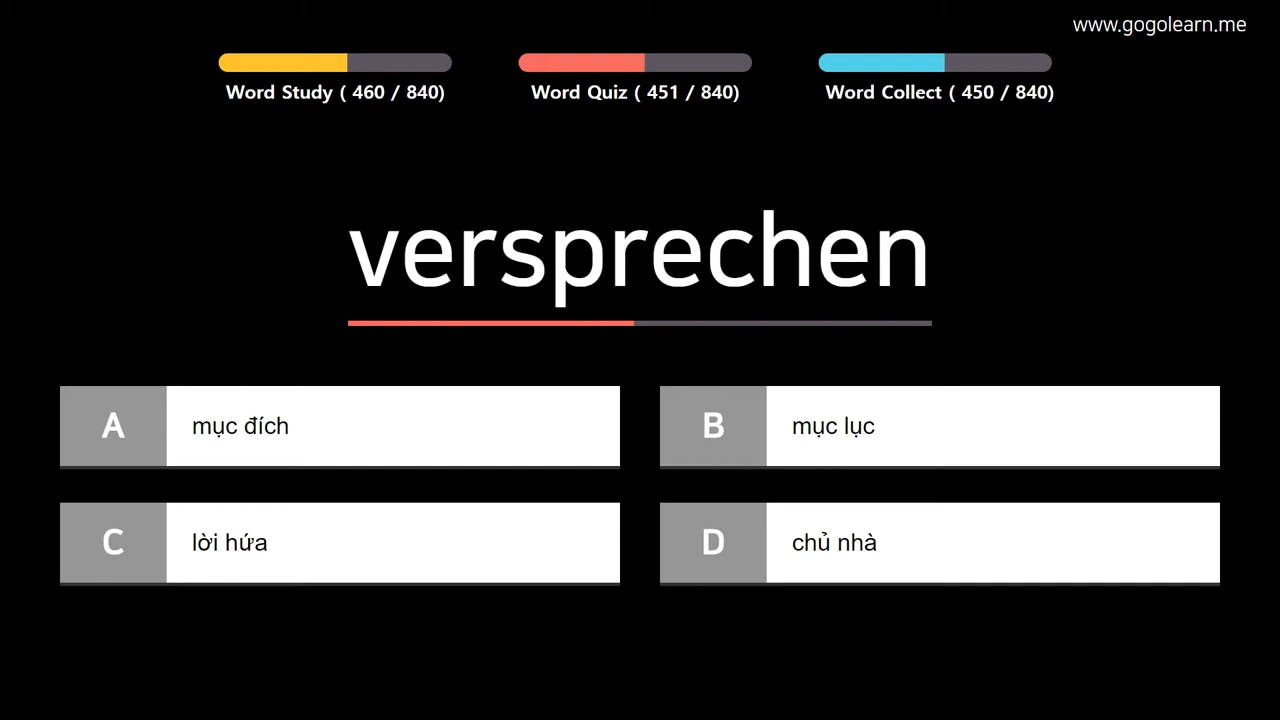 www.gogolearn.me
Word Study ( 460 / 840)
Word Quiz ( 451 / 840)
Word Collect ( 450 / 840)
versprechen
A
mục đích
B
mục lục
C
lời hứa
D
chủ nhà